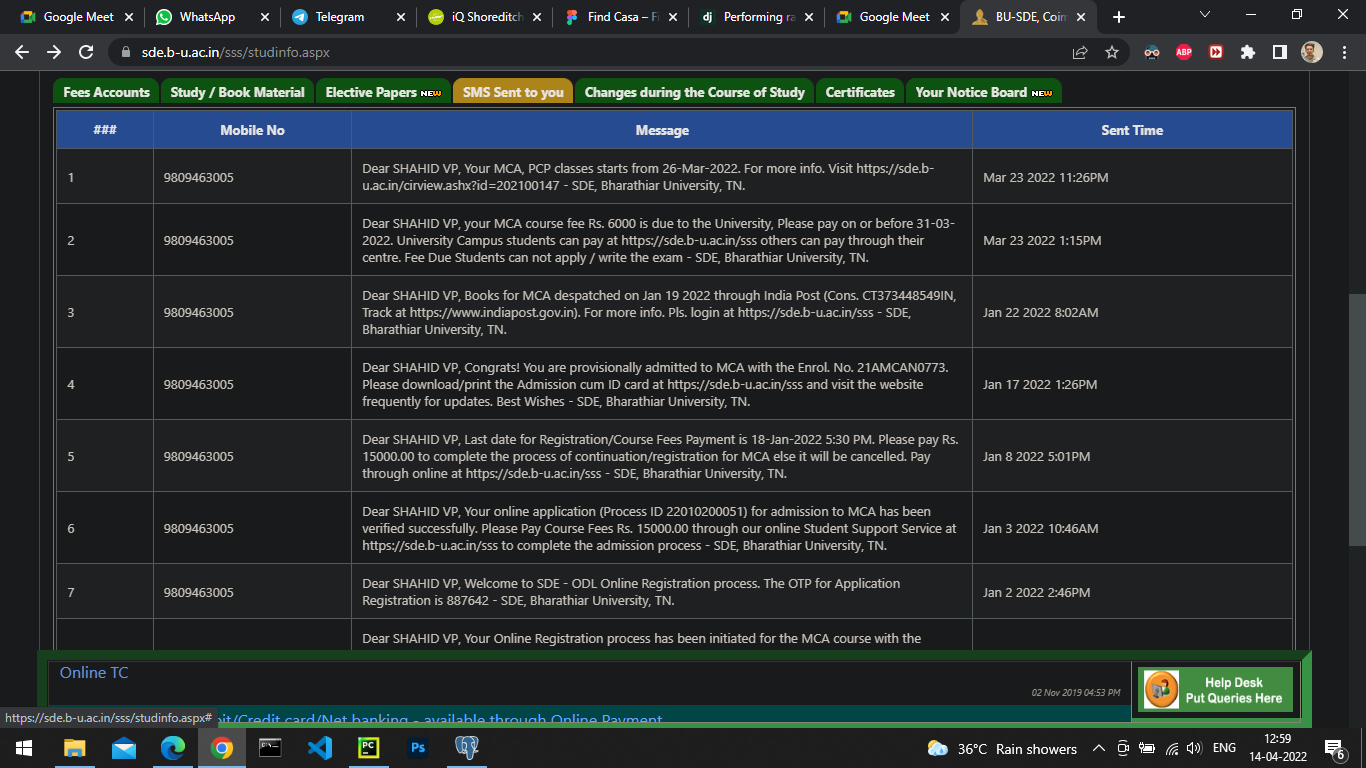 Google Meet
WhatsApp
Telegram
iQ Shoreditch
Find Casa – Fi
Performing ra
Google Meet
BU-SDE, Coim
sde.b-u.ac.in/sss/studinfo.aspx
ABP
Fees Accounts
Study / Book Material
Elective Papers NEW
SMS Sent to you
Changes during the Course of Study
Certificates
Your Notice Board NEW
### Mobile No Message Sent Time
1 9809463005 Dear SHAHID VP, Your MCA, PCP classes starts from 26-Mar-2022. For more info. Visit https://sde.b- Mar 23 2022 11:26PM
u.ac.in/cirview.ashx?id=202100147 - SDE, Bharathiar University, TN.
Dear SHAHID VP, your MCA course fee Rs. 6000 is due to the University, Please pay on or before 31-03-
2 9809463005 2022. University Campus students can pay at https://sde.b-u.ac.in/sss others can pay through their Mar 23 2022 1:15PM
centre. Fee Due Students can not apply / write the exam - SDE, Bharathiar University, TN.
Dear SHAHID VP, Books for MCA despatched on Jan 19 2022 through India Post (Cons. CT373448549IN,
3 9809463005 Track at https://www.indiapost.gov.in). For more info. Pls. login at https://sde.b-u.ac.in/sss - SDE, Jan 22 2022 8:02AM
Bharathiar University, TN.
Dear SHAHID VP, Congrats! You are provisionally admitted to MCA with the Enrol. No. 21AMCAN0773.
4 9809463005 Please download/print the Admission cum ID card at https://sde.b-u.ac.in/sss and visit the website Jan 17 2022 1:26PM
frequently for updates. Best Wishes - SDE, Bharathiar University, TN.
Dear SHAHID VP, Last date for Registration/Course Fees Payment is 18-Jan-2022 5:30 PM. Please pay Rs.
5 9809463005 15000.00 to complete the process of continuation/registration for MCA else it will be cancelled. Pay Jan 8 2022 5:01PM
through online at https://sde.b-u.ac.in/sss - SDE, Bharathiar University, TN.
Dear SHAHID VP, Your online application (Process ID 22010200051) for admission to MCA has been
6 9809463005 verified successfully. Please Pay Course Fees Rs. 15000.00 through our online Student Support Service at Jan 3 2022 10:46AM
https://sde.b-u.ac.in/sss to complete the admission process - SDE, Bharathiar University, TN.
7 9809463005 Dear SHAHID VP, Welcome to SDE - ODL Online Registration process. The OTP for Application Jan 2 2022 2:46PM
Registration is 887642 - SDE, Bharathiar University, TN.
Dear SHAHID VP, Your Online Registration process has been initiated for the MCA course with the
Online TC
02 Nov 2019 04:53 PM
Help Desk
Put Queries Here
https://sde.b-u.ac.in/sss/studinfo.aspx#
bit/Credit card/Net banking - available through Online Payment
36°C Rain showers
ENG
12:59
14-04-2022
6